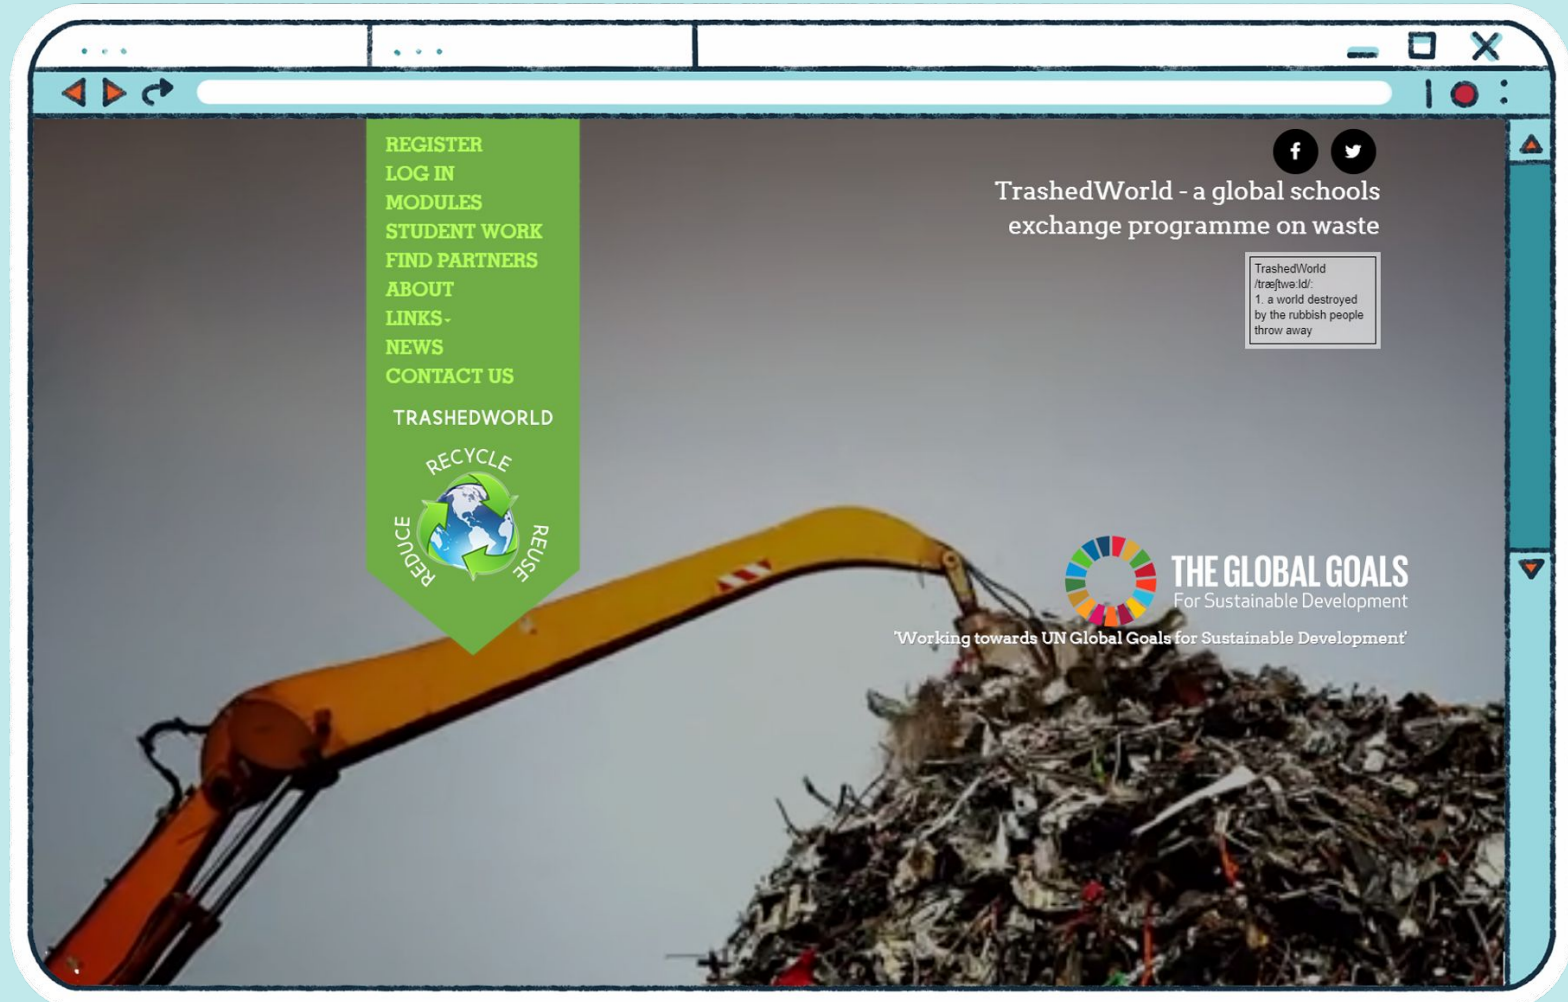 REGISTER
LOG IN
MODULES
STUDENT WORK
FIND PARTNERS
ABOUT
LINKS
NEWS
CONTACT US
TRASHEDWORLD
RECYCLE
REDUCE
REUSE
TrashedWorld - a global schools
exchange programme on waste
TrashedWorld
/træʃtwə:ld/:
1. a world destroyed
by the rubbish people
throw away
THE GLOBAL GOALS
For Sustainable Development
'Working towards UN Global Goals for Sustainable Development'